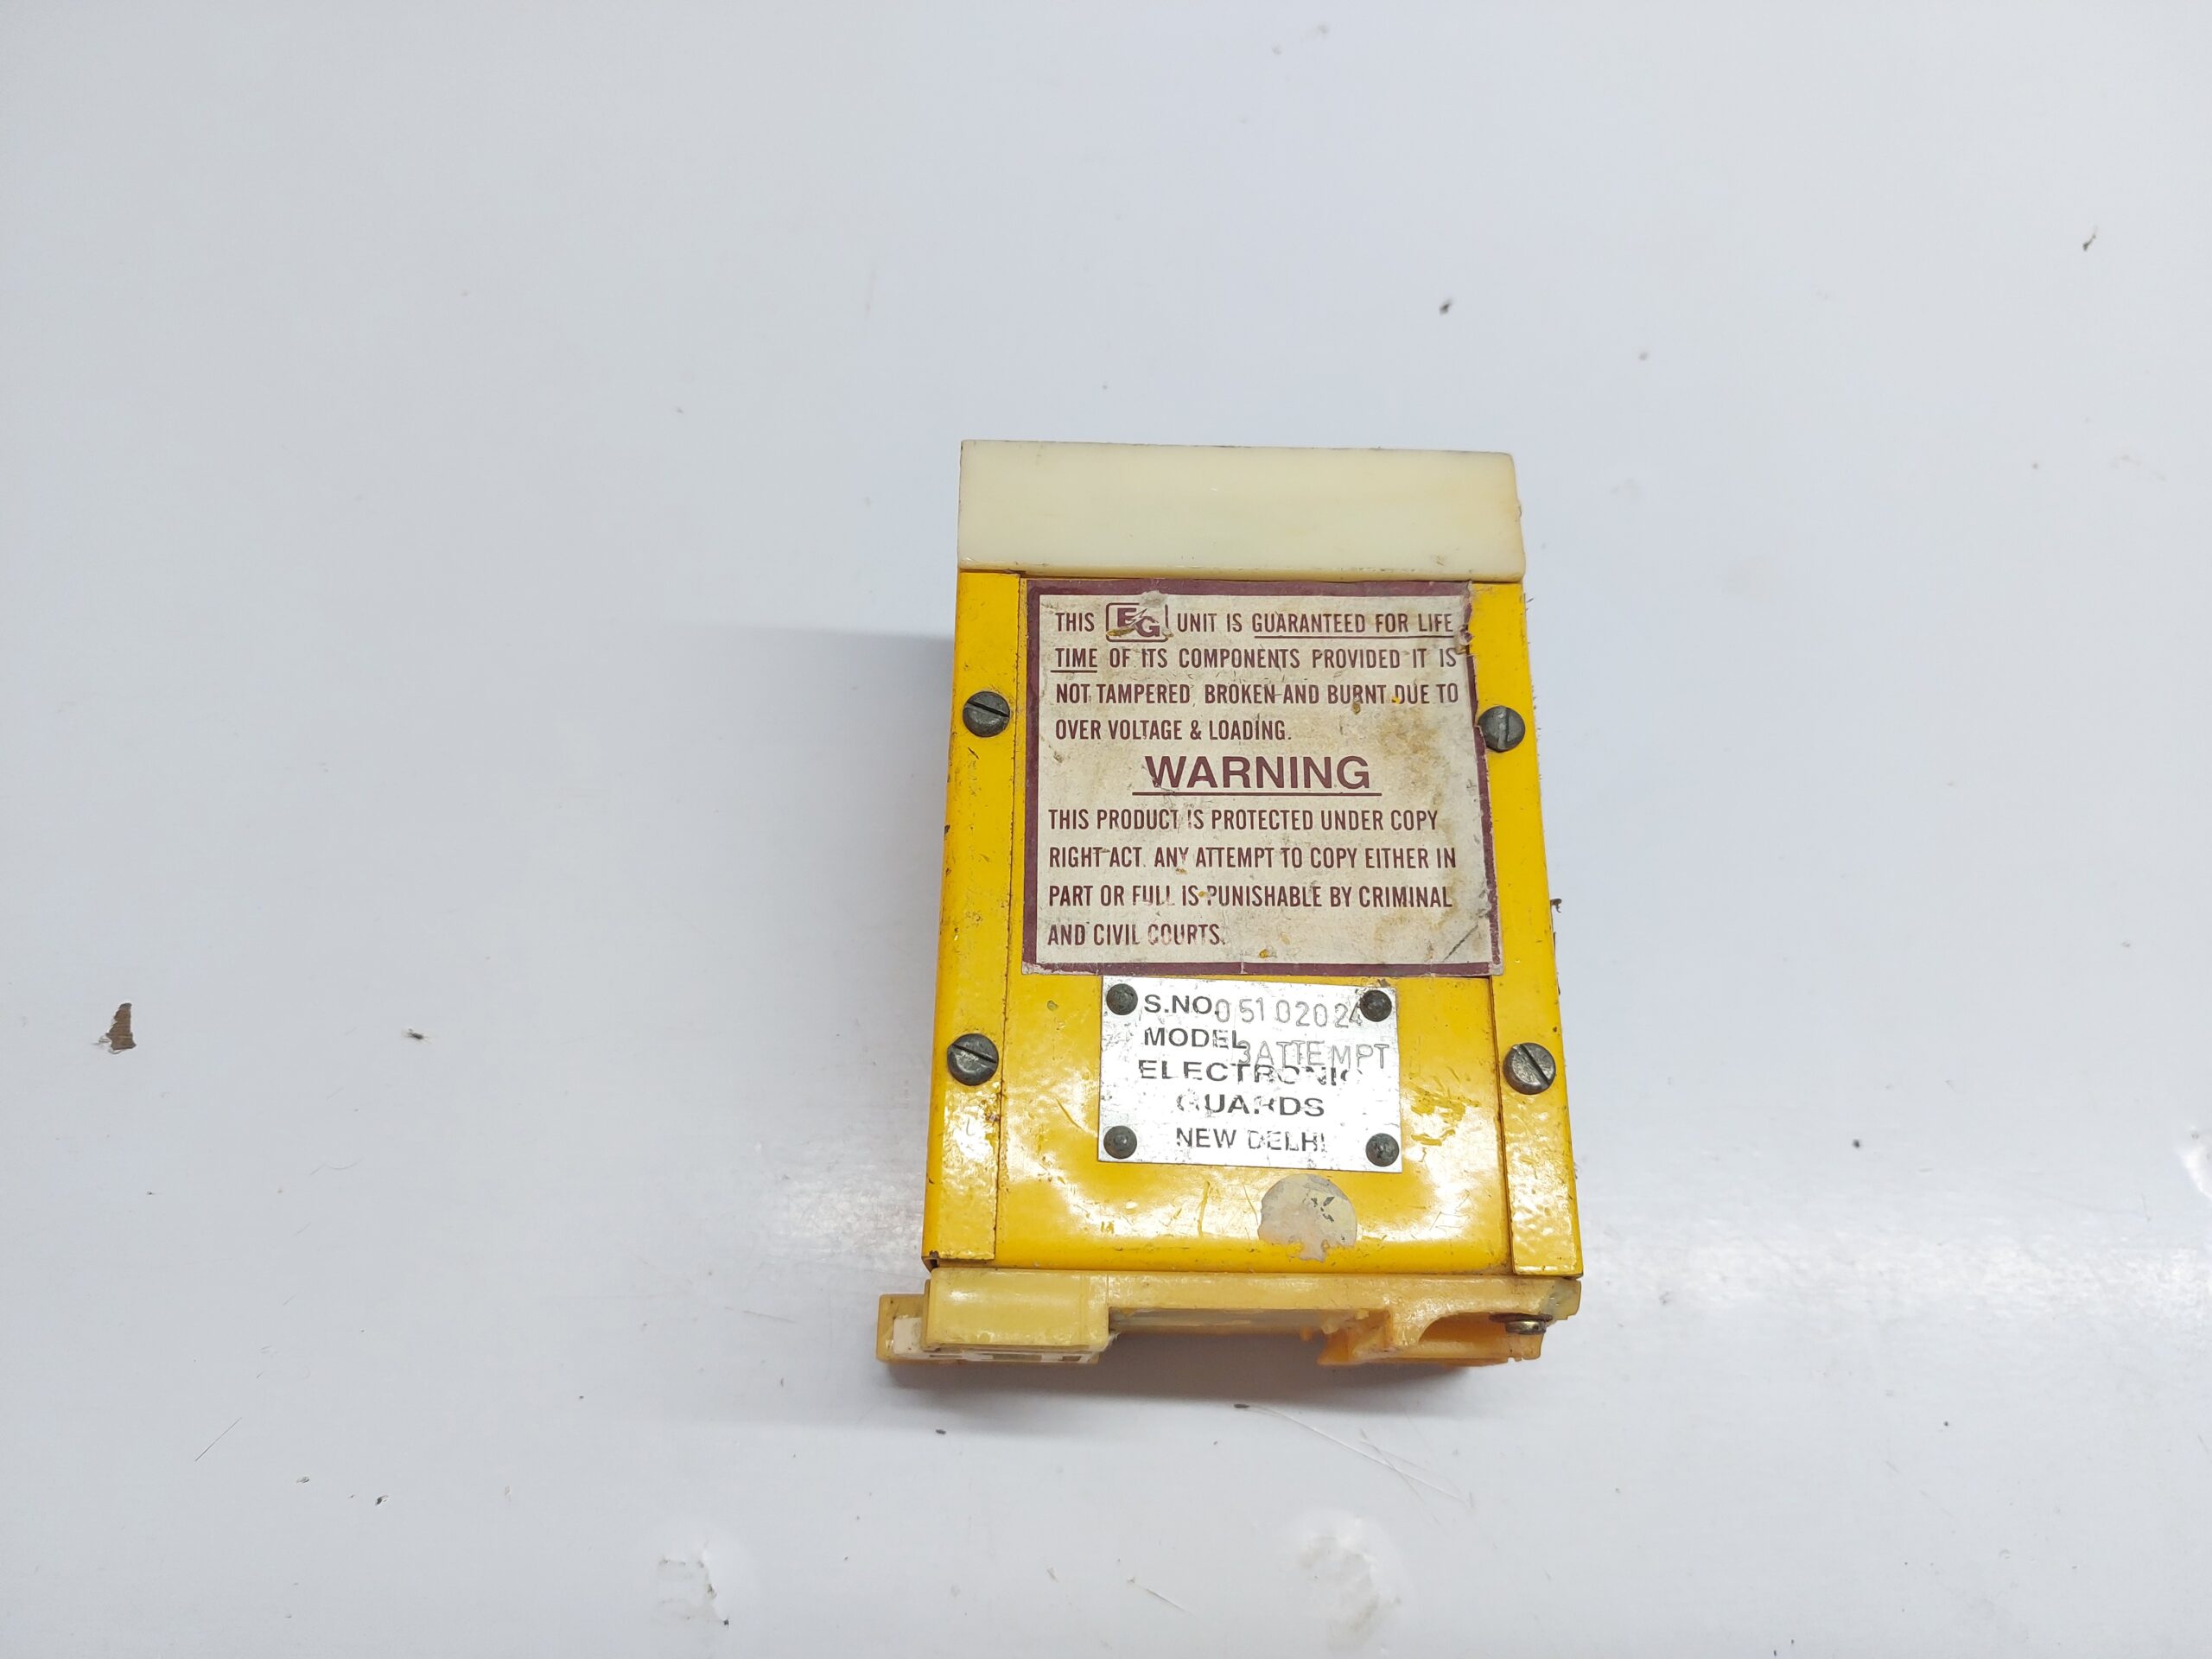 THIS EG UNIT IS GUARANTEED FOR LIFE
TIME OF ITS COMPONENTS PROVIDED IT IS
NOT TAMPERED, BROKEN AND BURNT DUE TO
OVER VOLTAGE & LOADING.
WARNING
THIS PRODUCT IS PROTECTED UNDER COPY
RIGHT ACT. ANY ATTEMPT TO COPY EITHER IN
PART OR FULL IS PUNISHABLE BY CRIMINAL
AND CIVIL COURTS.
S.NO. 05102024
MODEL 3ATTEMPT
ELECTRONIC
GUARDS
NEW DELHI